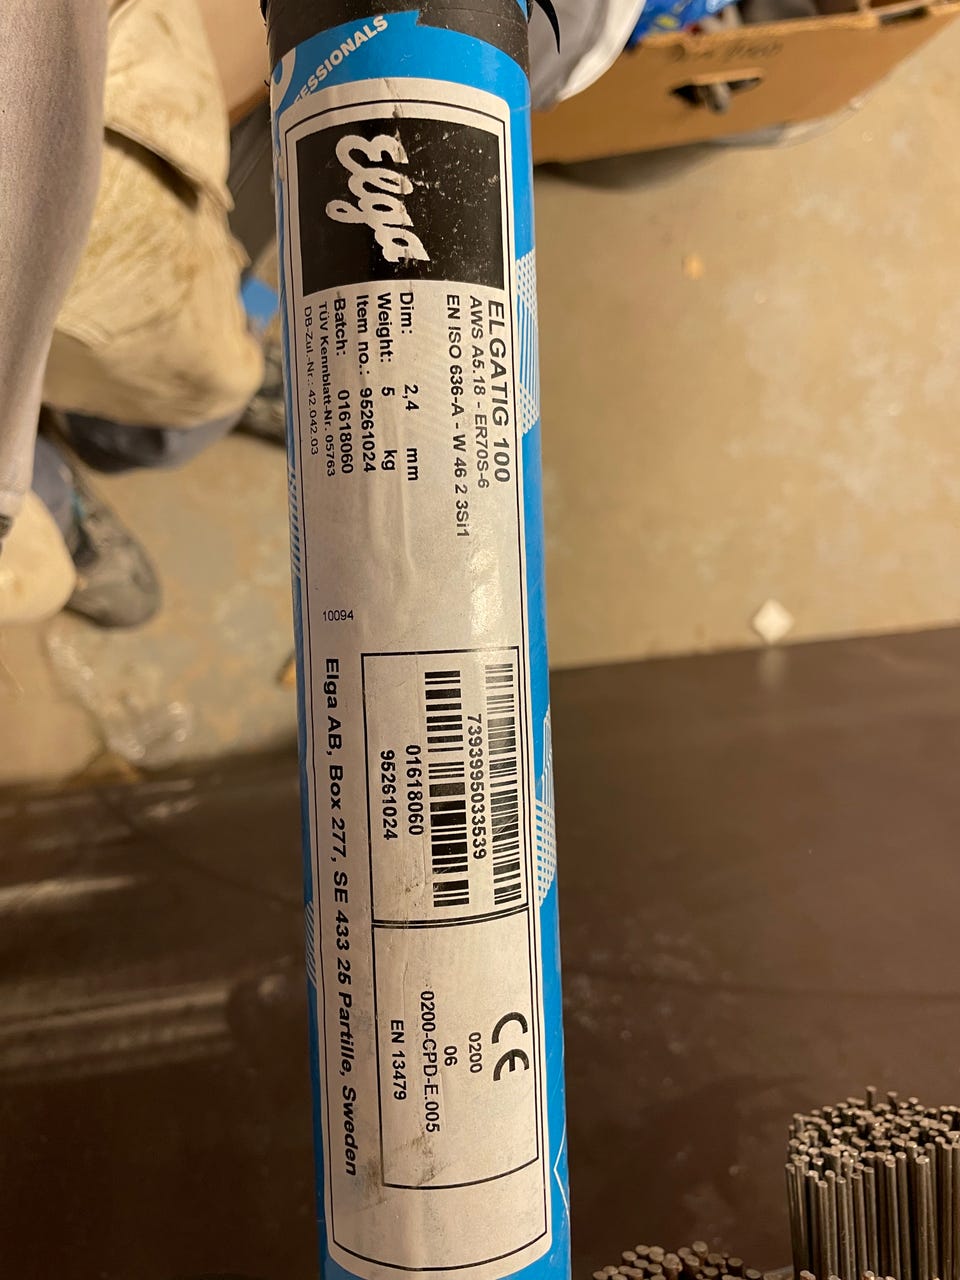 FESSIONALS
Elga
ELGATIG 100
AWS A5.18 - ER70S-6
EN ISO 636-A - W 46 2 3Si1
Dim: 2,4 mm
Weight: 5 kg
Item no.: 95261024
Batch: 01618060
TÜV Kennblatt-Nr. 05763
DB-Zul.-Nr.: 42.042.03
10094
7393995033539
01618060
95261024
CE
0200
06
0200-CPD-E.005
EN 13479
Elga AB, Box 277, SE 433 25 Partille, Sweden